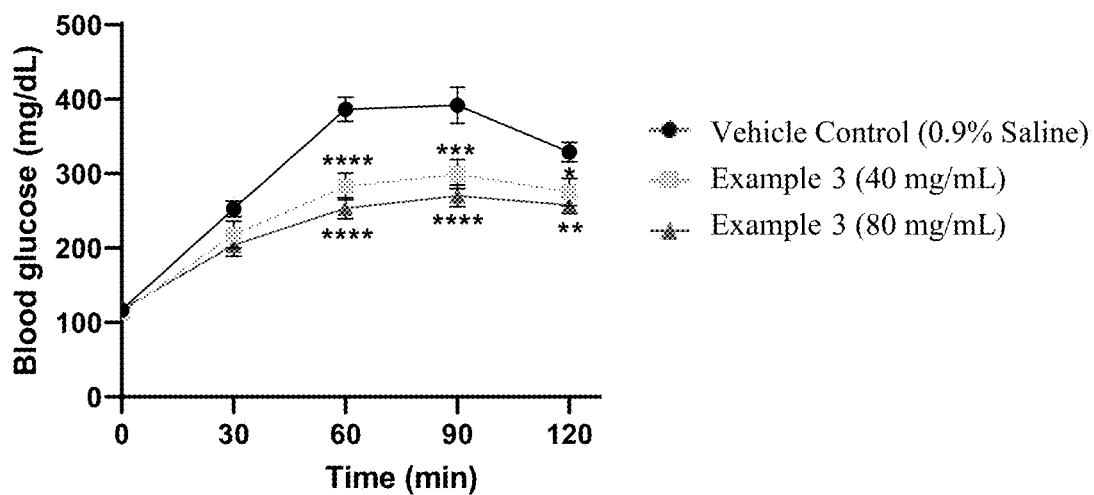 Blood glucose (mg/dL)
500
400
300
200
100
0
****
***
*
****
****
**
0 30 60 90 120
Time (min)
Vehicle Control (0.9% Saline)
Example 3 (40 mg/mL)
Example 3 (80 mg/mL)